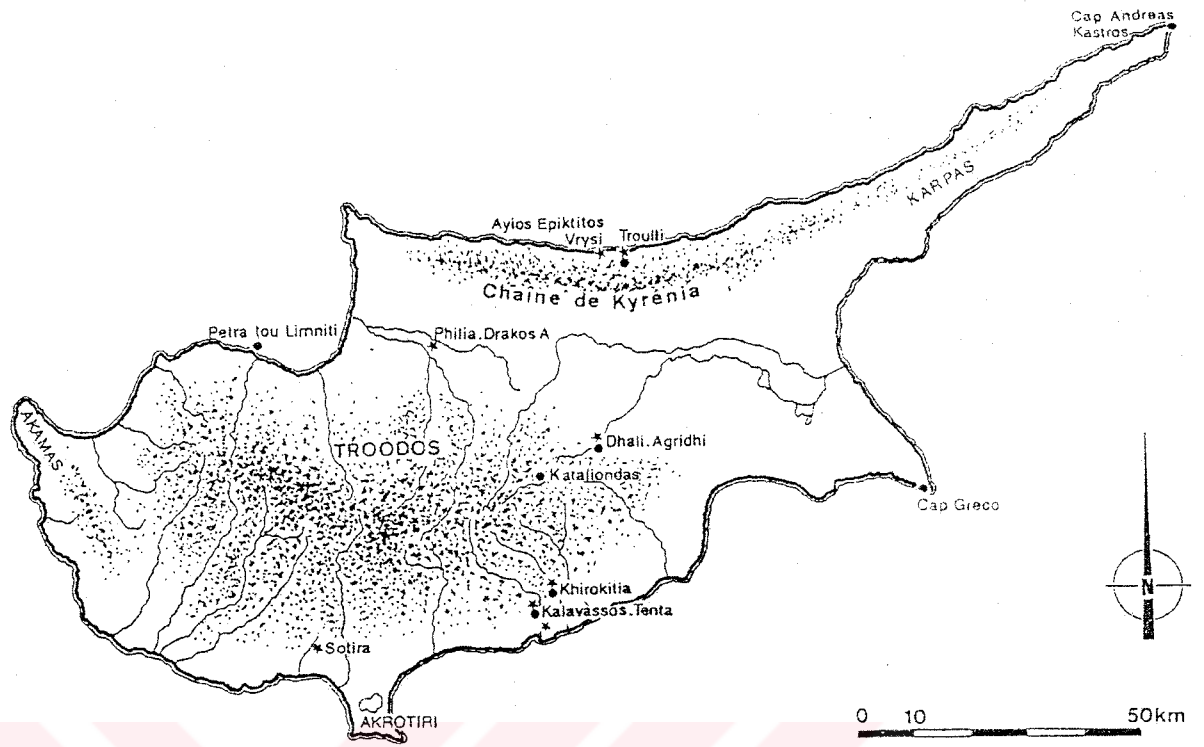 Cap Andreas
Kastros
KARPAS
Ayios Epiktitos
Vrysi
Troulli
Chaine de Kyrênia
Petra tou Limniti
Philia.Drakos A
AKAMAS
TROODOS
Dhali.Agridhi
Kataliondas
Cap Greco
Khirokitia
Kalavassos.Tenta
Sotira
AKROTIRI
N
0 10 50km